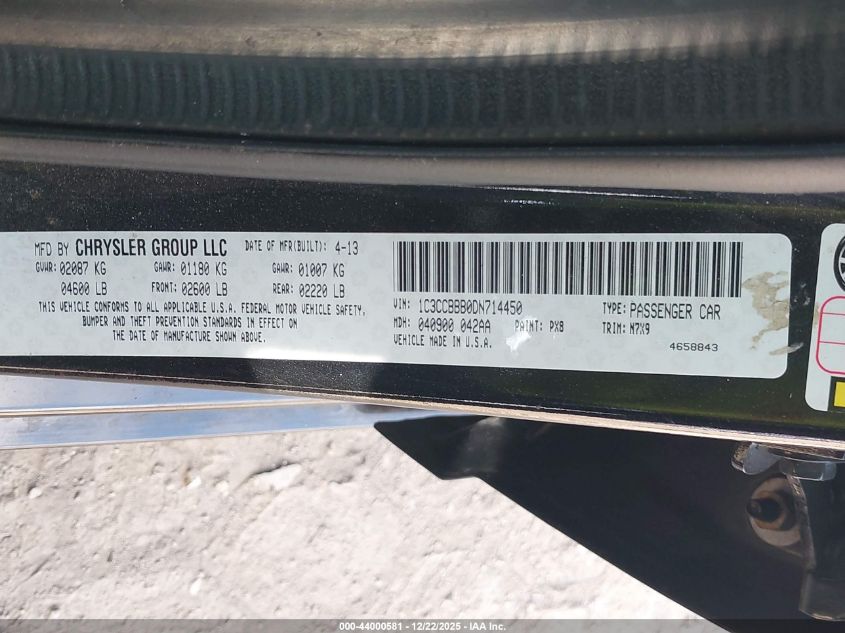 MFD BY CHRYSLER GROUP LLC DATE OF MFR(BUILT): 4-13
GVWR: 02087 KG GAWR: 01180 KG GAWR: 01007 KG
04600 LB FRONT: 02600 LB REAR: 02220 LB
THIS VEHICLE CONFORMS TO ALL APPLICABLE U.S.A. FEDERAL MOTOR VEHICLE SAFETY,
BUMPER AND THEFT PREVENTION STANDARDS IN EFFECT ON
THE DATE OF MANUFACTURE SHOWN ABOVE.
VIN: 1C3CCBBB0DN714450 TYPE: PASSENGER CAR
MDH: 040900 042AA PAINT: PX8 TRIM: N7X9
VEHICLE MADE IN U.S.A. 4658843
000-44000581 - 12/22/2025 - IAA Inc.